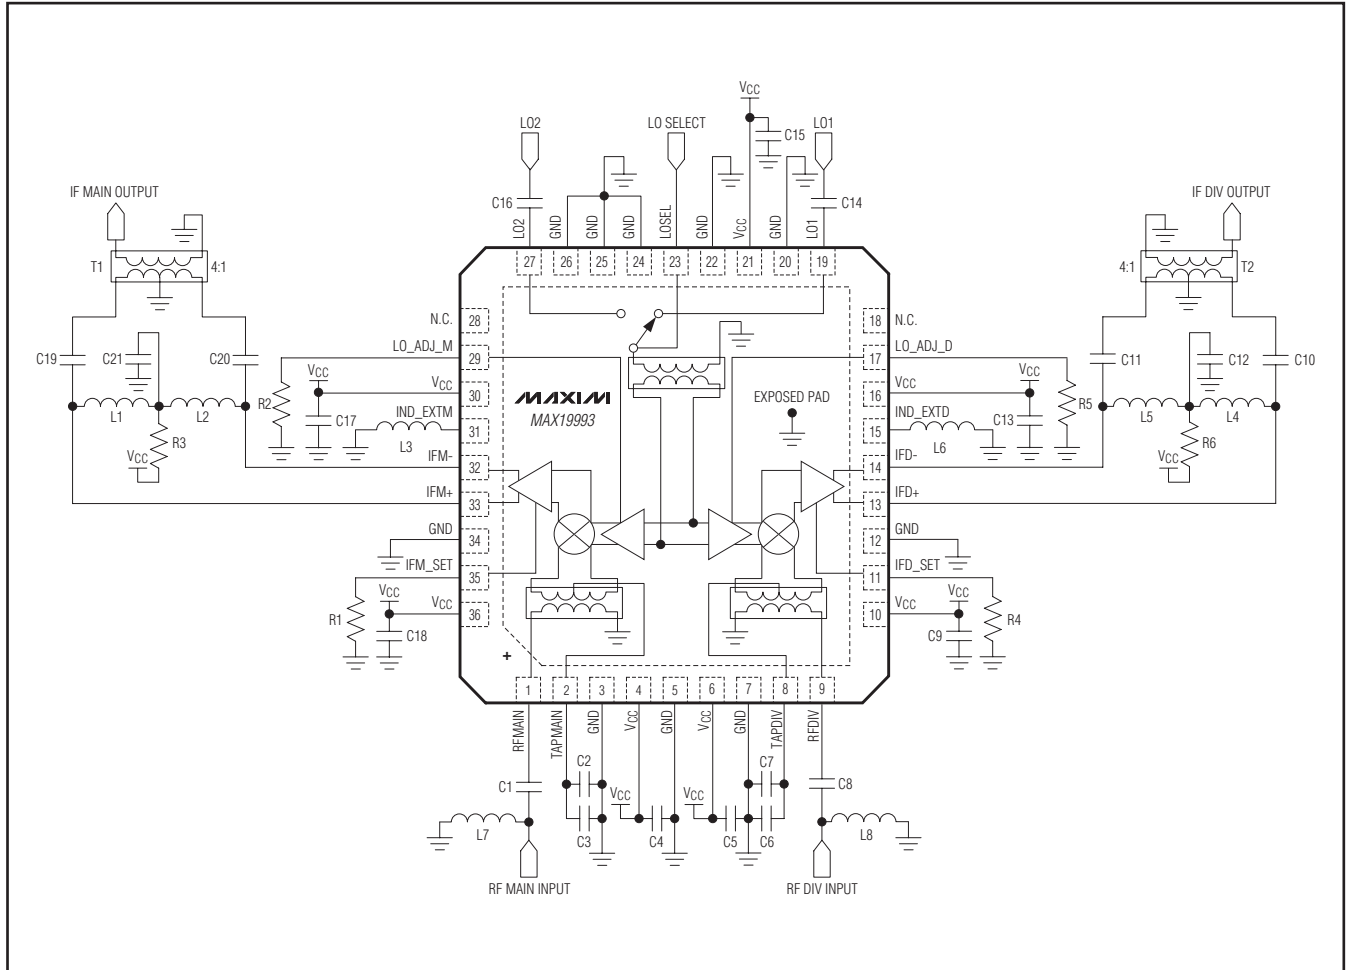 VCC
LO2
LO SELECT
C15
LO1
IF MAIN OUTPUT
IF DIV OUTPUT
C16
C14
LO2
GND
GND
GND
LOSEL
GND
VCC
GND
LO1
T1
4:1
27
26
25
24
23
22
21
20
19
4:1
T2
N.C.
28
18
N.C.
C19
C21
C20
LO_ADJ_M
29
17
LO_ADJ_D
C11
C12
C10
VCC
VCC
30
16
VCC
VCC
R2
MAXIM
EXPOSED PAD
R5
L1
L2
C17
IND_EXTM
31
MAX19993
15
IND_EXTD
C13
L5
L4
R3
L3
L6
R6
VCC
IFM-
32
14
IFD-
VCC
IFM+
33
13
IFD+
GND
34
12
GND
IFM_SET
35
11
IFD_SET
VCC
VCC
36
10
VCC
VCC
R1
C18
C9
R4
+
1
2
3
4
5
6
7
8
9
RFMAIN
TAPMAIN
GND
VCC
GND
VCC
GND
TAPDIV
RFDIV
C2
C7
C1
C8
VCC
VCC
L7
C3
C4
C5
C6
L8
RF MAIN INPUT
RF DIV INPUT